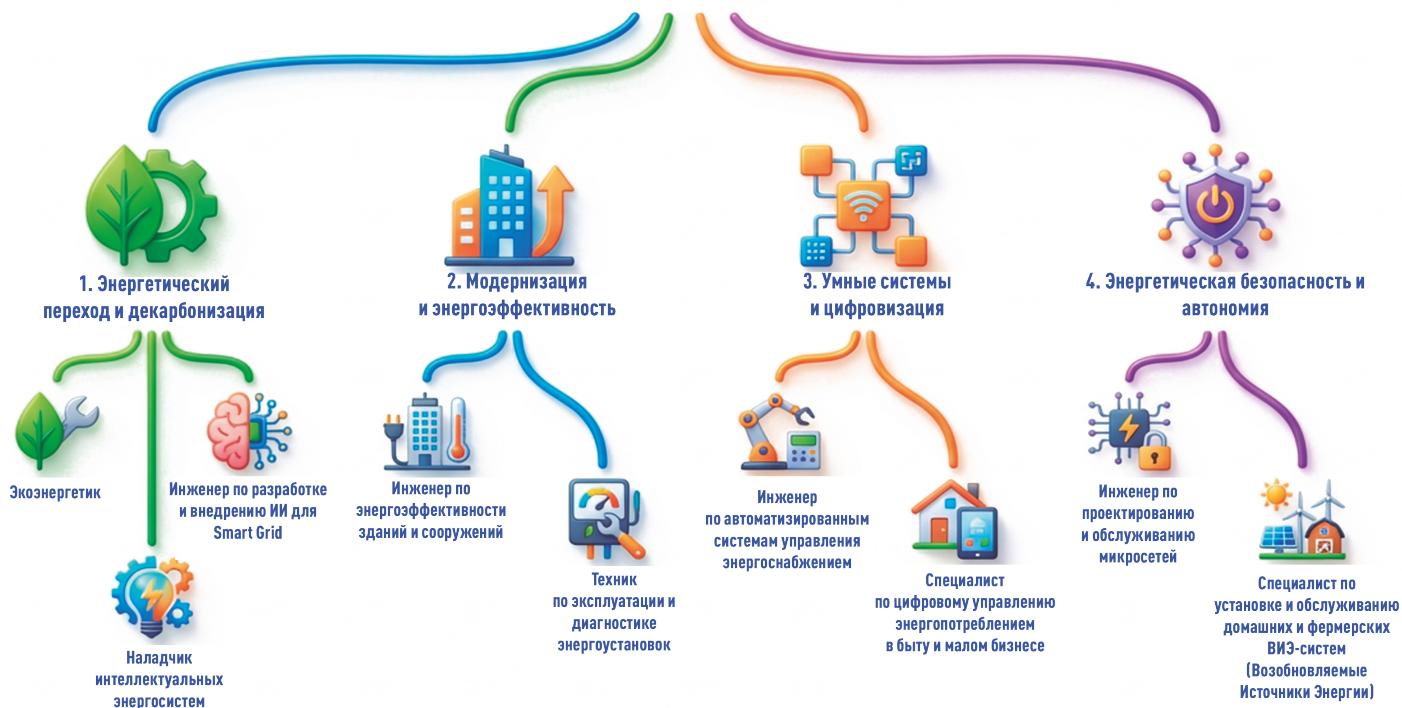 1. Энергетический
переход и декарбонизация
2. Модернизация
и энергоэффективность
3. Умные системы
и цифровизация
4. Энергетическая безопасность и
автономия
Экоэнергетик
Инженер по разработке
и внедрению ИИ для
Smart Grid
Наладчик
интеллектуальных
энергосистем
Инженер по
энергоэффективности
зданий и сооружений
Техник
по эксплуатации и
диагностике
энергоустановок
Инженер
по автоматизированным
системам управления
энергоснабжением
Специалист
по цифровому управлению
энергопотреблением
в быту и малом бизнесе
Инженер по
проектированию
и обслуживанию
микросетей
Специалист по
установке и обслуживанию
домашних и фермерских
ВИЭ-систем
(Возобновляемые
Источники Энергии)